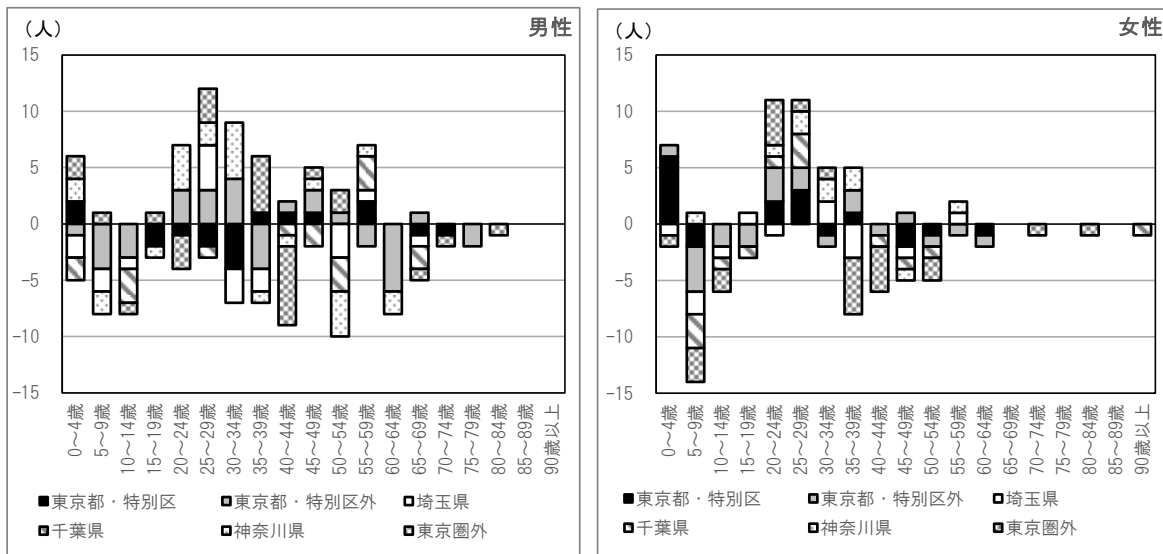 （人）
男性
15
10
5
0
-5
-10
-15
0～4歳
5～9歳
10～14歳
15～19歳
20～24歳
25～29歳
30～34歳
35～39歳
40～44歳
45～49歳
50～54歳
55～59歳
60～64歳
65～69歳
70～74歳
75～79歳
80～84歳
85～89歳
90歳以上
東京都・特別区
東京都・特別区外
埼玉県
千葉県
神奈川県
東京圏外
（人）
女性
15
10
5
0
-5
-10
-15
0～4歳
5～9歳
10～14歳
15～19歳
20～24歳
25～29歳
30～34歳
35～39歳
40～44歳
45～49歳
50～54歳
55～59歳
60～64歳
65～69歳
70～74歳
75～79歳
80～84歳
85～89歳
90歳以上
東京都・特別区
東京都・特別区外
埼玉県
千葉県
神奈川県
東京圏外